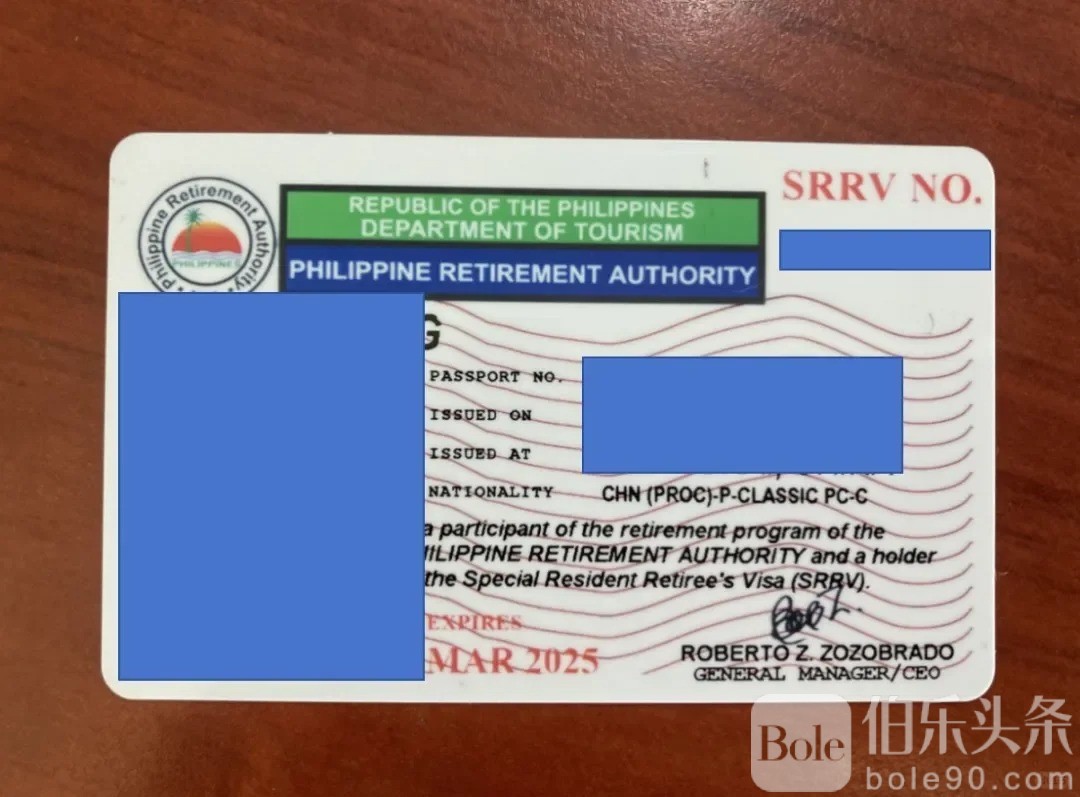 Philippine Retirement Authority
PHILIPPINES
REPUBLIC OF THE PHILIPPINES
DEPARTMENT OF TOURISM
PHILIPPINE RETIREMENT AUTHORITY
SRRV NO.
G
PASSPORT NO.
ISSUED ON
ISSUED AT
NATIONALITY CHN (PROC)-P-CLASSIC PC-C
a participant of the retirement program of the
ILIPPINE RETIREMENT AUTHORITY and a holder
the Special Resident Retiree's Visa (SRRV).
EXPIRES
MAR 2025
ROBERTO Z. ZOZOBRADO
GENERAL MANAGER/CEO
Bole 伯乐头条
bole90.com